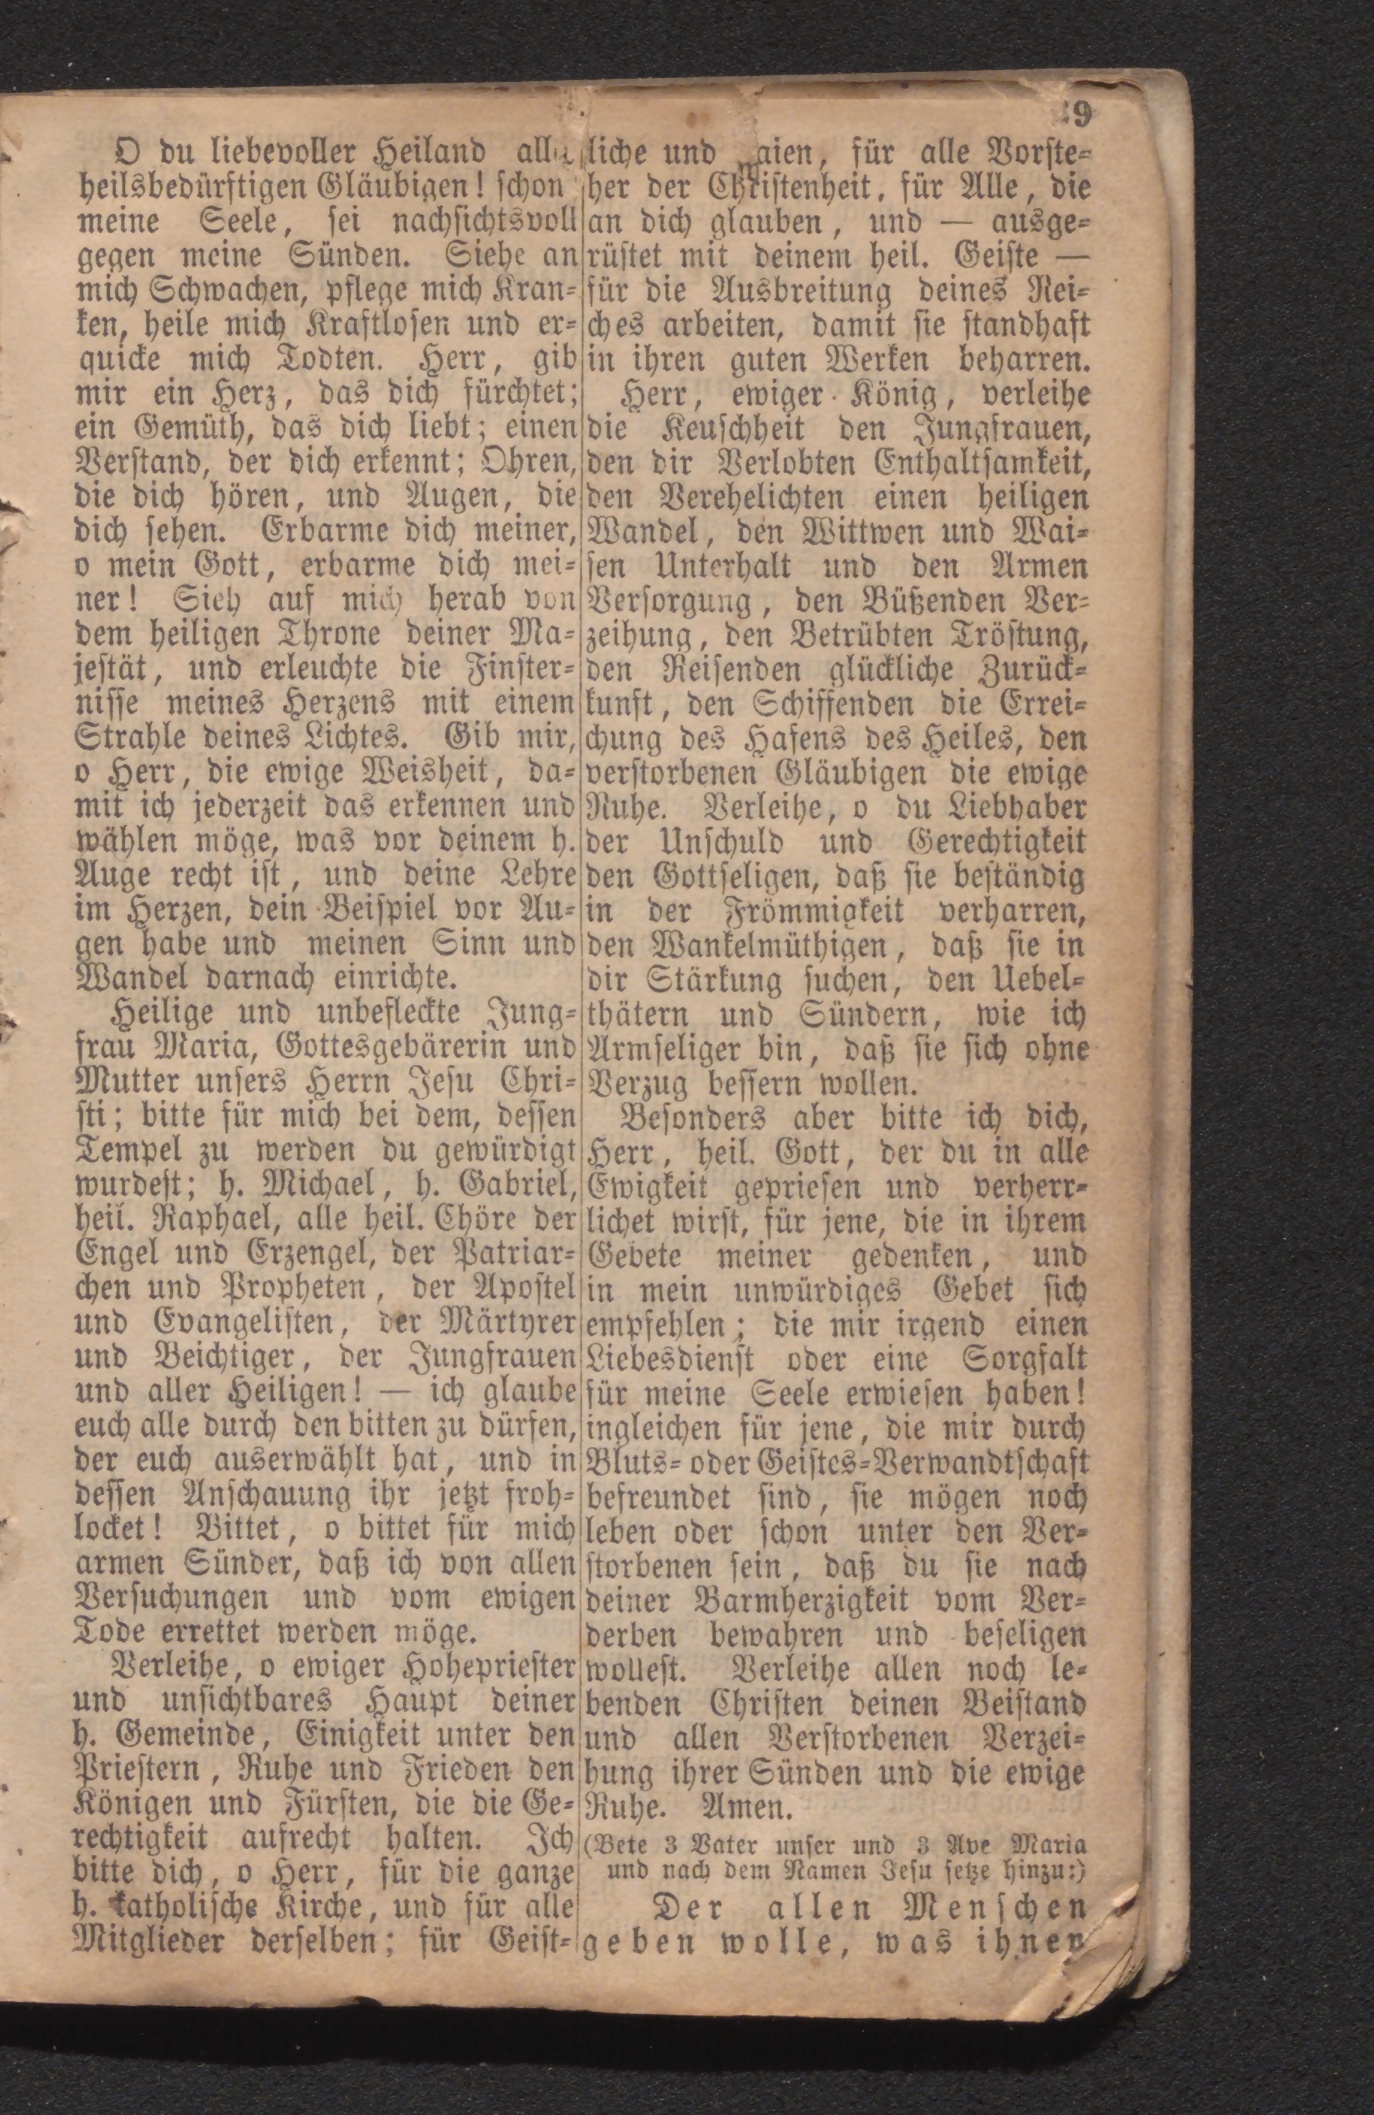 9
O du liebevoller Heiland aller
heilsbedürftigen Gläubigen! schon
meine Seele, sei nachsichtsvoll
gegen meine Sünden. Siehe an
mich Schwachen, pflege mich Kran-
ken, heile mich Kraftlosen und er-
quicke mich Todten. Herr, gib
mir ein Herz, das dich fürchtet;
ein Gemüth, das dich liebt; einen
Verstand, der dich erkennt; Ohren,
die dich hören, und Augen, die
dich sehen. Erbarme dich meiner,
o mein Gott, erbarme dich mei-
ner! Sieh auf mich herab von
dem heiligen Throne deiner Ma-
jestät, und erleuchte die Finster-
nisse meines Herzens mit einem
Strahle deines Lichtes. Gib mir,
o Herr, die ewige Weisheit, da-
mit ich jederzeit das erkennen und
wählen möge, was vor deinem h.
Auge recht ist, und deine Lehre
im Herzen, dein Beispiel vor Au-
gen habe und meinen Sinn und
Wandel darnach einrichte.
Heilige und unbefleckte Jung-
frau Maria, Gottesgebärerin und
Mutter unsers Herrn Jesu Chri-
sti; bitte für mich bei dem, dessen
Tempel zu werden du gewürdigt
wurdest; h. Michael, h. Gabriel,
heil. Raphael, alle heil. Chöre der
Engel und Erzengel, der Patriar-
chen und Propheten, der Apostel
und Evangelisten, der Märtyrer
und Beichtiger, der Jungfrauen
und aller Heiligen! — ich glaube
euch alle durch den bitten zu dürfen,
der euch auserwählt hat, und in
dessen Anschauung ihr jetzt froh-
locket! Bittet, o bittet für mich
armen Sünder, daß ich von allen
Versuchungen und vom ewigen
Tode errettet werden möge.
Verleihe, o ewiger Hohepriester
und unsichtbares Haupt deiner
h. Gemeinde, Einigkeit unter den
Priestern, Ruhe und Frieden den
Königen und Fürsten, die die Ge-
rechtigkeit aufrecht halten. Ich
bitte dich, o Herr, für die ganze
h. katholische Kirche, und für alle
Mitglieder derselben; für Geist-
liche und aien, für alle Vorste-
her der Christenheit, für Alle, die
an dich glauben, und — ausge-
rüstet mit deinem heil. Geiste —
für die Ausbreitung deines Rei-
ches arbeiten, damit sie standhaft
in ihren guten Werken beharren.
Herr, ewiger König, verleihe
die Keuschheit den Jungfrauen,
den dir Verlobten Enthaltsamkeit,
den Verehelichten einen heiligen
Wandel, den Wittwen und Wai-
sen Unterhalt und den Armen
Versorgung, den Büßenden Ver-
zeihung, den Betrübten Tröstung,
den Reisenden glückliche Zurück-
kunft, den Schiffenden die Errei-
chung des Hafens des Heiles, den
verstorbenen Gläubigen die ewige
Ruhe. Verleihe, o du Liebhaber
der Unschuld und Gerechtigkeit
den Gottseligen, daß sie beständig
in der Frömmigkeit verharren,
den Wankelmüthigen, daß sie in
dir Stärkung suchen, den Uebel-
thätern und Sündern, wie ich
Armseliger bin, daß sie sich ohne
Verzug bessern wollen.
Besonders aber bitte ich dich,
Herr, heil. Gott, der du in alle
Ewigkeit gepriesen und verherr-
lichet wirst, für jene, die in ihrem
Gebete meiner gedenken, und
in mein unwürdiges Gebet sich
empfehlen; die mir irgend einen
Liebesdienst oder eine Sorgfalt
für meine Seele erwiesen haben!
ingleichen für jene, die mir durch
Bluts- oder Geistes-Verwandtschaft
befreundet sind, sie mögen noch
leben oder schon unter den Ver-
storbenen sein, daß du sie nach
deiner Barmherzigkeit vom Ver-
derben bewahren und beseligen
wollest. Verleihe allen noch le-
benden Christen deinen Beistand
und allen Verstorbenen Verzei-
hung ihrer Sünden und die ewige
Ruhe. Amen.
(Bete 3 Vater unser und 3 Ave Maria
und nach dem Namen Jesu setze hinzu:)
Der allen Menschen
geben wolle, was ihnen